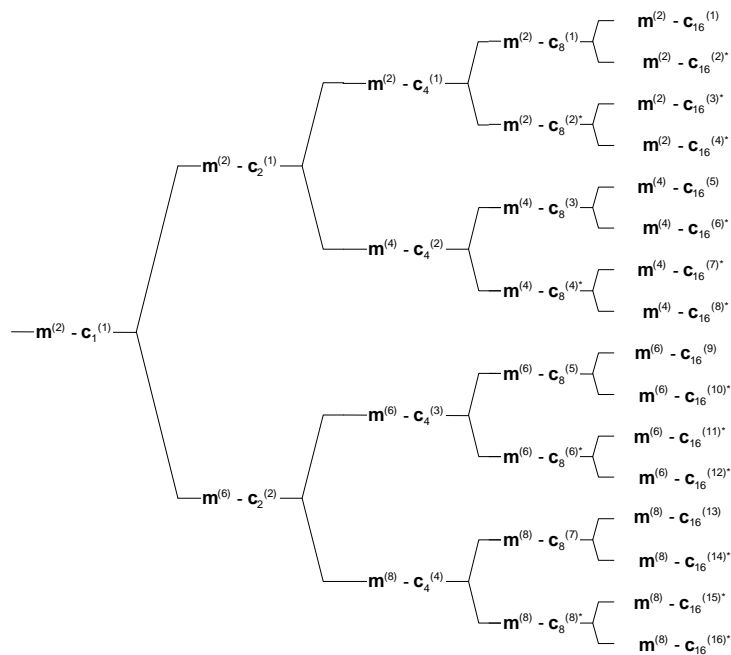 m⁽²⁾ - c₁₆⁽¹⁾
m⁽²⁾ - c₈⁽¹⁾
m⁽²⁾ - c₁₆⁽²⁾*
m⁽²⁾ - c₄⁽¹⁾
m⁽²⁾ - c₁₆⁽³⁾*
m⁽²⁾ - c₈⁽²⁾*
m⁽²⁾ - c₁₆⁽⁴⁾*
m⁽²⁾ - c₂⁽¹⁾
m⁽⁴⁾ - c₁₆⁽⁵⁾
m⁽⁴⁾ - c₈⁽³⁾
m⁽⁴⁾ - c₁₆⁽⁶⁾*
m⁽⁴⁾ - c₄⁽²⁾
m⁽⁴⁾ - c₁₆⁽⁷⁾*
m⁽⁴⁾ - c₈⁽⁴⁾*
m⁽⁴⁾ - c₁₆⁽⁸⁾*
m⁽²⁾ - c₁⁽¹⁾
m⁽⁶⁾ - c₁₆⁽⁹⁾
m⁽⁶⁾ - c₈⁽⁵⁾
m⁽⁶⁾ - c₁₆⁽¹⁰⁾*
m⁽⁶⁾ - c₄⁽³⁾
m⁽⁶⁾ - c₁₆⁽¹¹⁾*
m⁽⁶⁾ - c₈⁽⁶⁾*
m⁽⁶⁾ - c₁₆⁽¹²⁾*
m⁽⁶⁾ - c₂⁽²⁾
m⁽⁸⁾ - c₁₆⁽¹³⁾
m⁽⁸⁾ - c₈⁽⁷⁾
m⁽⁸⁾ - c₁₆⁽¹⁴⁾*
m⁽⁸⁾ - c₄⁽⁴⁾
m⁽⁸⁾ - c₁₆⁽¹⁵⁾*
m⁽⁸⁾ - c₈⁽⁸⁾*
m⁽⁸⁾ - c₁₆⁽¹⁶⁾*